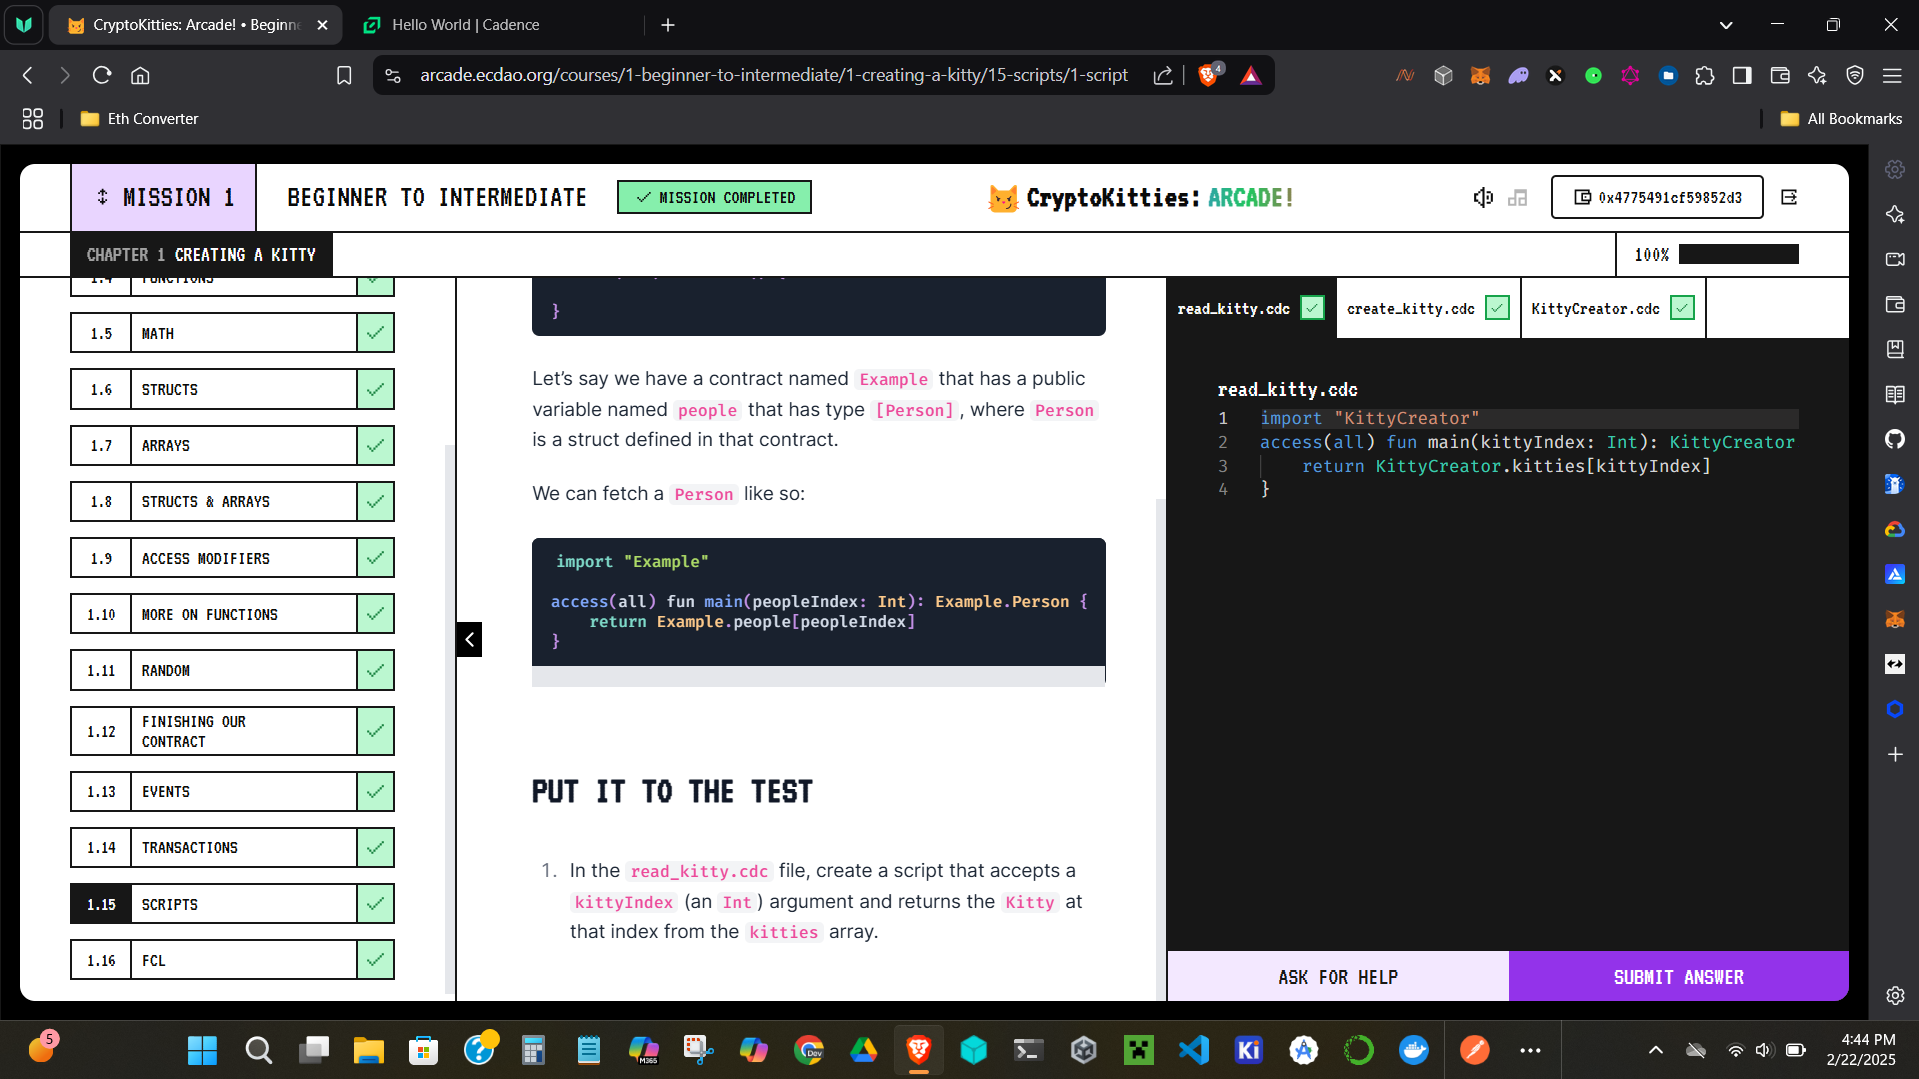 CryptoKitties: Arcade! • Beginne
Hello World | Cadence
arcade.ecdao.org/courses/1-beginner-to-intermediate/1-creating-a-kitty/15-scripts/1-script
4
Eth Converter
All Bookmarks
MISSION 1
BEGINNER TO INTERMEDIATE
MISSION COMPLETED
CryptoKitties: ARCADE!
0x4775491cf59852d3
CHAPTER 1 CREATING A KITTY
100%
1.4 FUNCTIONS
1.5 MATH
1.6 STRUCTS
1.7 ARRAYS
1.8 STRUCTS & ARRAYS
1.9 ACCESS MODIFIERS
1.10 MORE ON FUNCTIONS
1.11 RANDOM
1.12 FINISHING OUR
CONTRACT
1.13 EVENTS
1.14 TRANSACTIONS
1.15 SCRIPTS
1.16 FCL
}
Let's say we have a contract named Example that has a public
variable named people that has type [Person], where Person
is a struct defined in that contract.
We can fetch a Person like so:
import "Example"
access(all) fun main(peopleIndex: Int): Example.Person {
return Example.people[peopleIndex]
}
PUT IT TO THE TEST
1. In the read_kitty.cdc file, create a script that accepts a
kittyIndex (an Int) argument and returns the Kitty at
that index from the kitties array.
read_kitty.cdc
create_kitty.cdc
KittyCreator.cdc
read_kitty.cdc
1 import "KittyCreator"
2 access(all) fun main(kittyIndex: Int): KittyCreator
3 return KittyCreator.kitties[kittyIndex]
4 }
ASK FOR HELP
SUBMIT ANSWER
5
M365
Dev
Ki
4:44 PM
2/22/2025